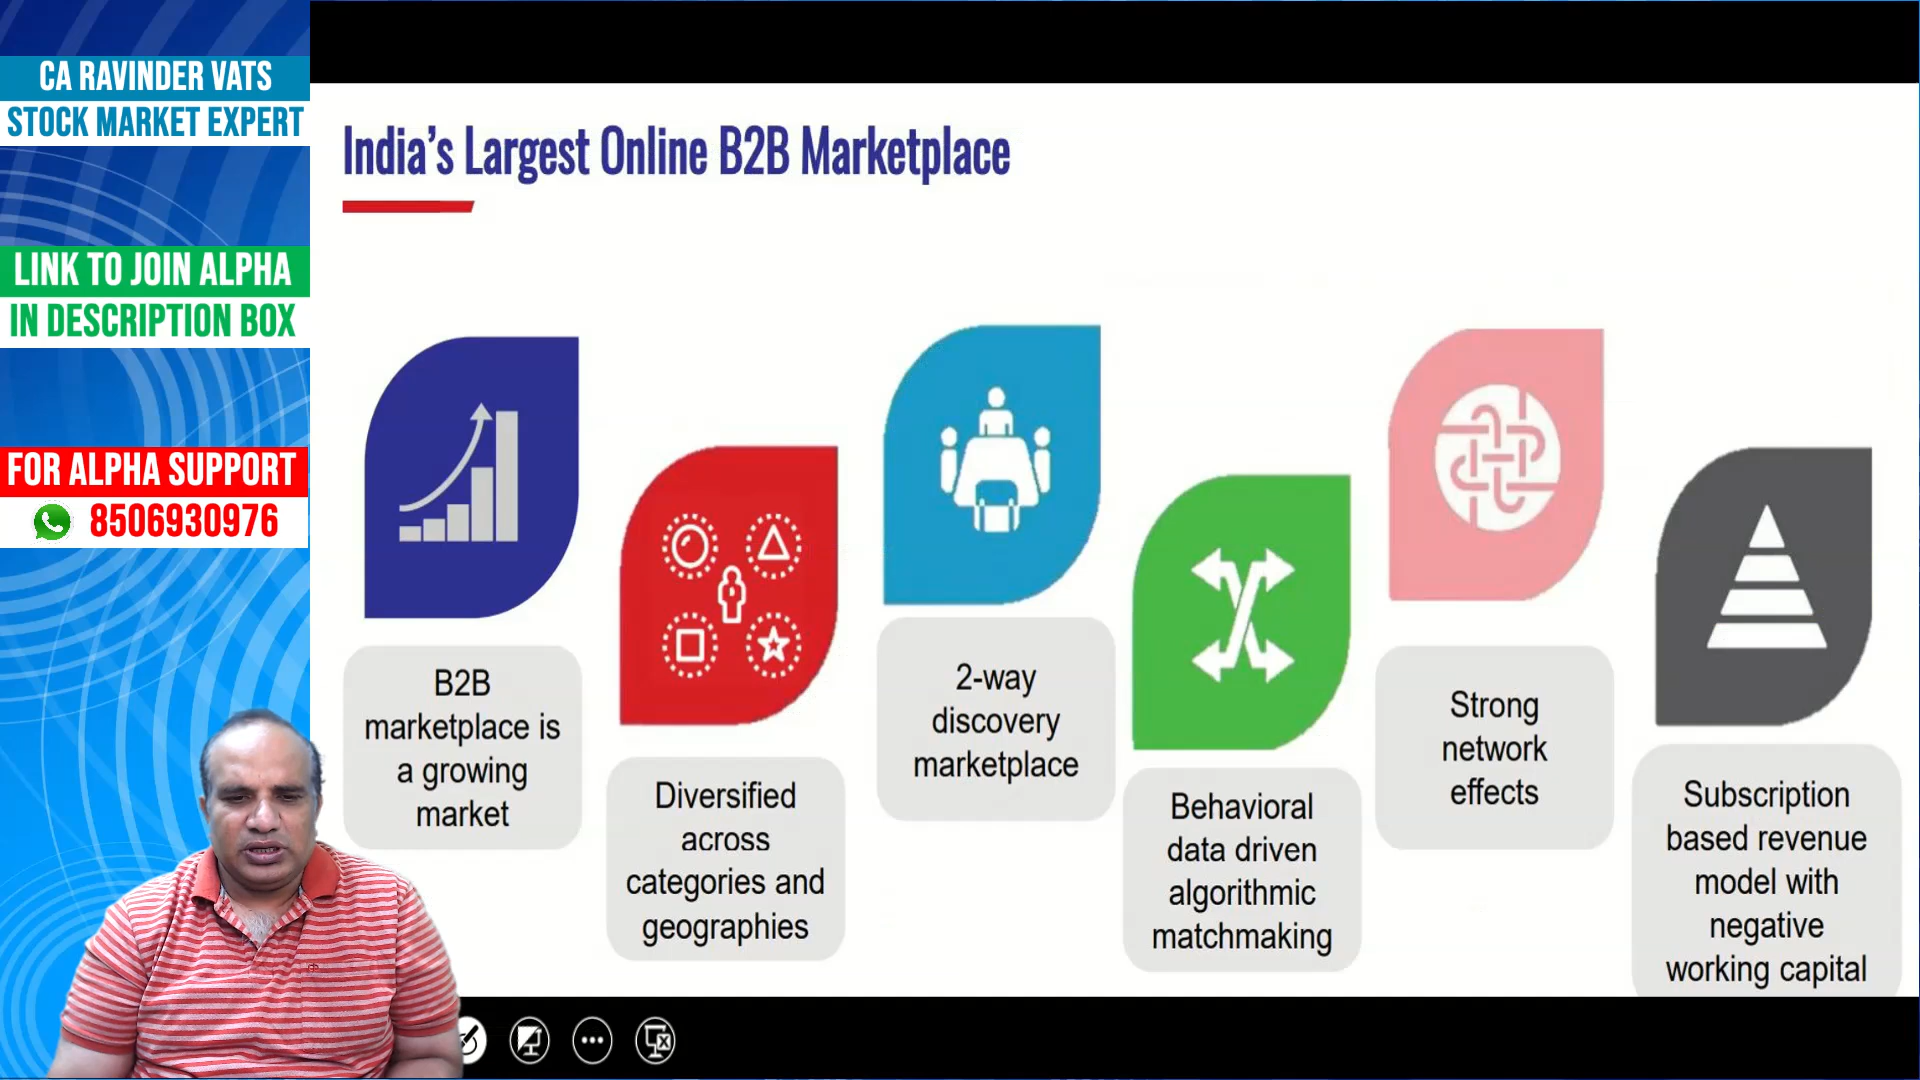 CA RAVINDER VATS
STOCK MARKET EXPERT
LINK TO JOIN ALPHA
IN DESCRIPTION BOX
FOR ALPHA SUPPORT
8506930976
India's Largest Online B2B Marketplace
B2B
marketplace is
a growing
market
Diversified
across
categories and
geographies
2-way
discovery
marketplace
Behavioral
data driven
algorithmic
matchmaking
Strong
network
effects
Subscription
based revenue
model with
negative
working capital